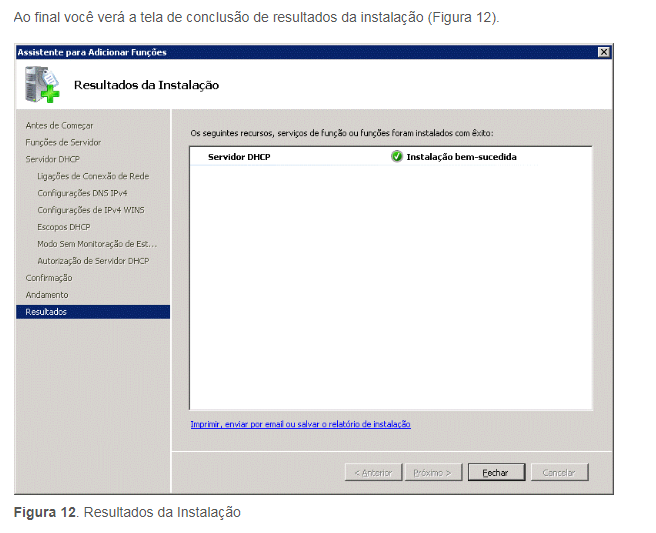 Ao final você verá a tela de conclusão de resultados da instalação (Figura 12).
Assistente para Adicionar Funções
Resultados da Instalação
Antes de Começar
Funções de Servidor
Servidor DHCP
Ligações de Conexão de Rede
Configurações DNS IPv4
Configurações de IPv4 WINS
Escopos DHCP
Modo Sem Monitoração de Est...
Autorização de Servidor DHCP
Confirmação
Andamento
Resultados
Os seguintes recursos, serviços de função ou funções foram instalados com êxito:
Servidor DHCP Instalação bem-sucedida
Imprimir, enviar por email ou salvar o relatório de instalação
< Anterior Próximo > Fechar Cancelar
Figura 12. Resultados da Instalação